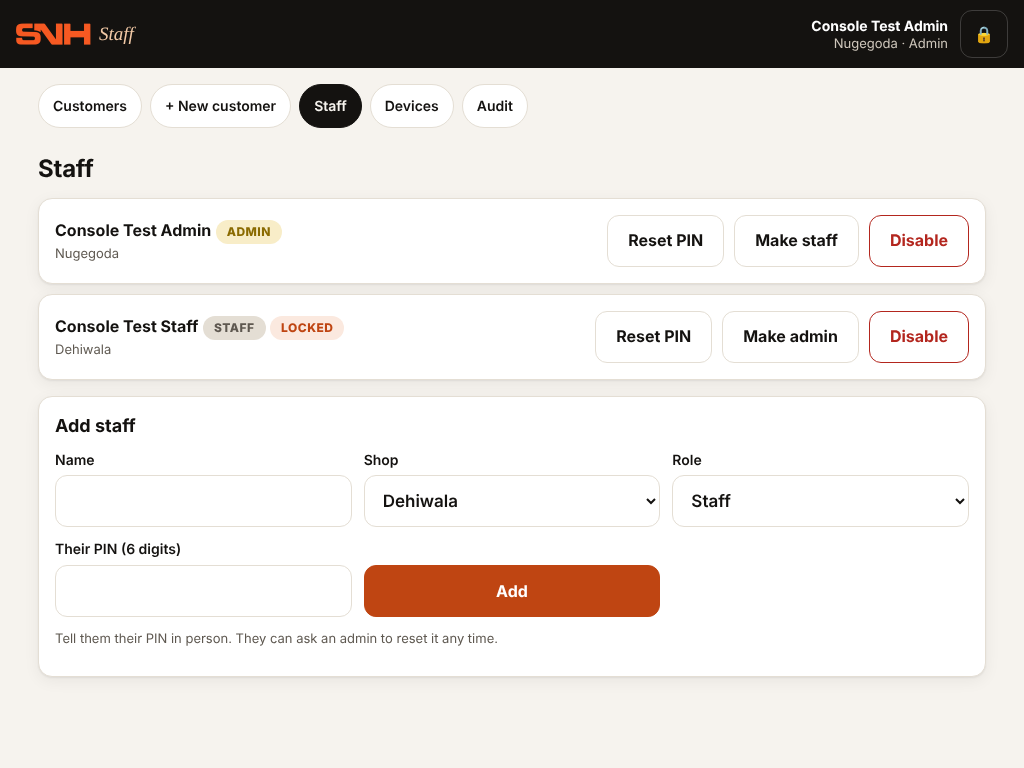 SNH Staff
Console Test Admin
Nugegoda · Admin
Customers
+ New customer
Staff
Devices
Audit
Staff
Console Test Admin ADMIN
Nugegoda
Reset PIN
Make staff
Disable
Console Test Staff STAFF LOCKED
Dehiwala
Reset PIN
Make admin
Disable
Add staff
Name
Shop
Role
Dehiwala
Staff
Their PIN (6 digits)
Add
Tell them their PIN in person. They can ask an admin to reset it any time.